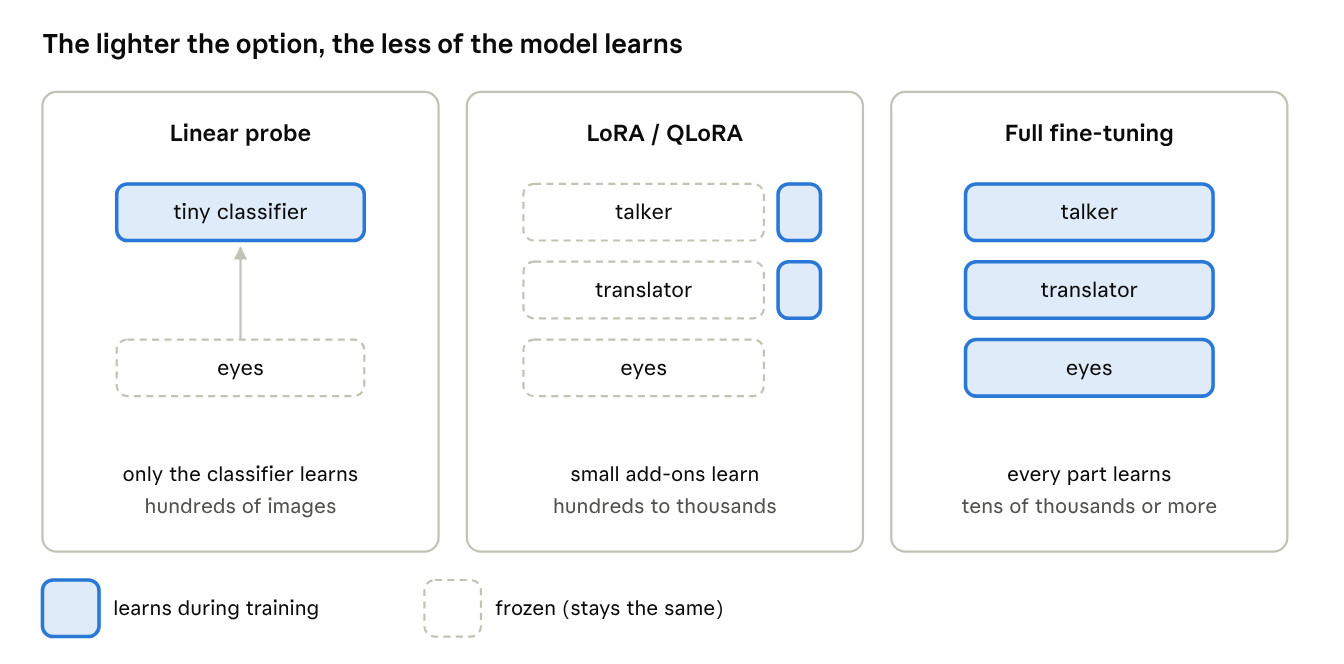 The lighter the option, the less of the model learns
Linear probe
tiny classifier
eyes
only the classifier learns
hundreds of images
LoRA / QLoRA
talker
translator
eyes
small add-ons learn
hundreds to thousands
Full fine-tuning
talker
translator
eyes
every part learns
tens of thousands or more
learns during training
frozen (stays the same)